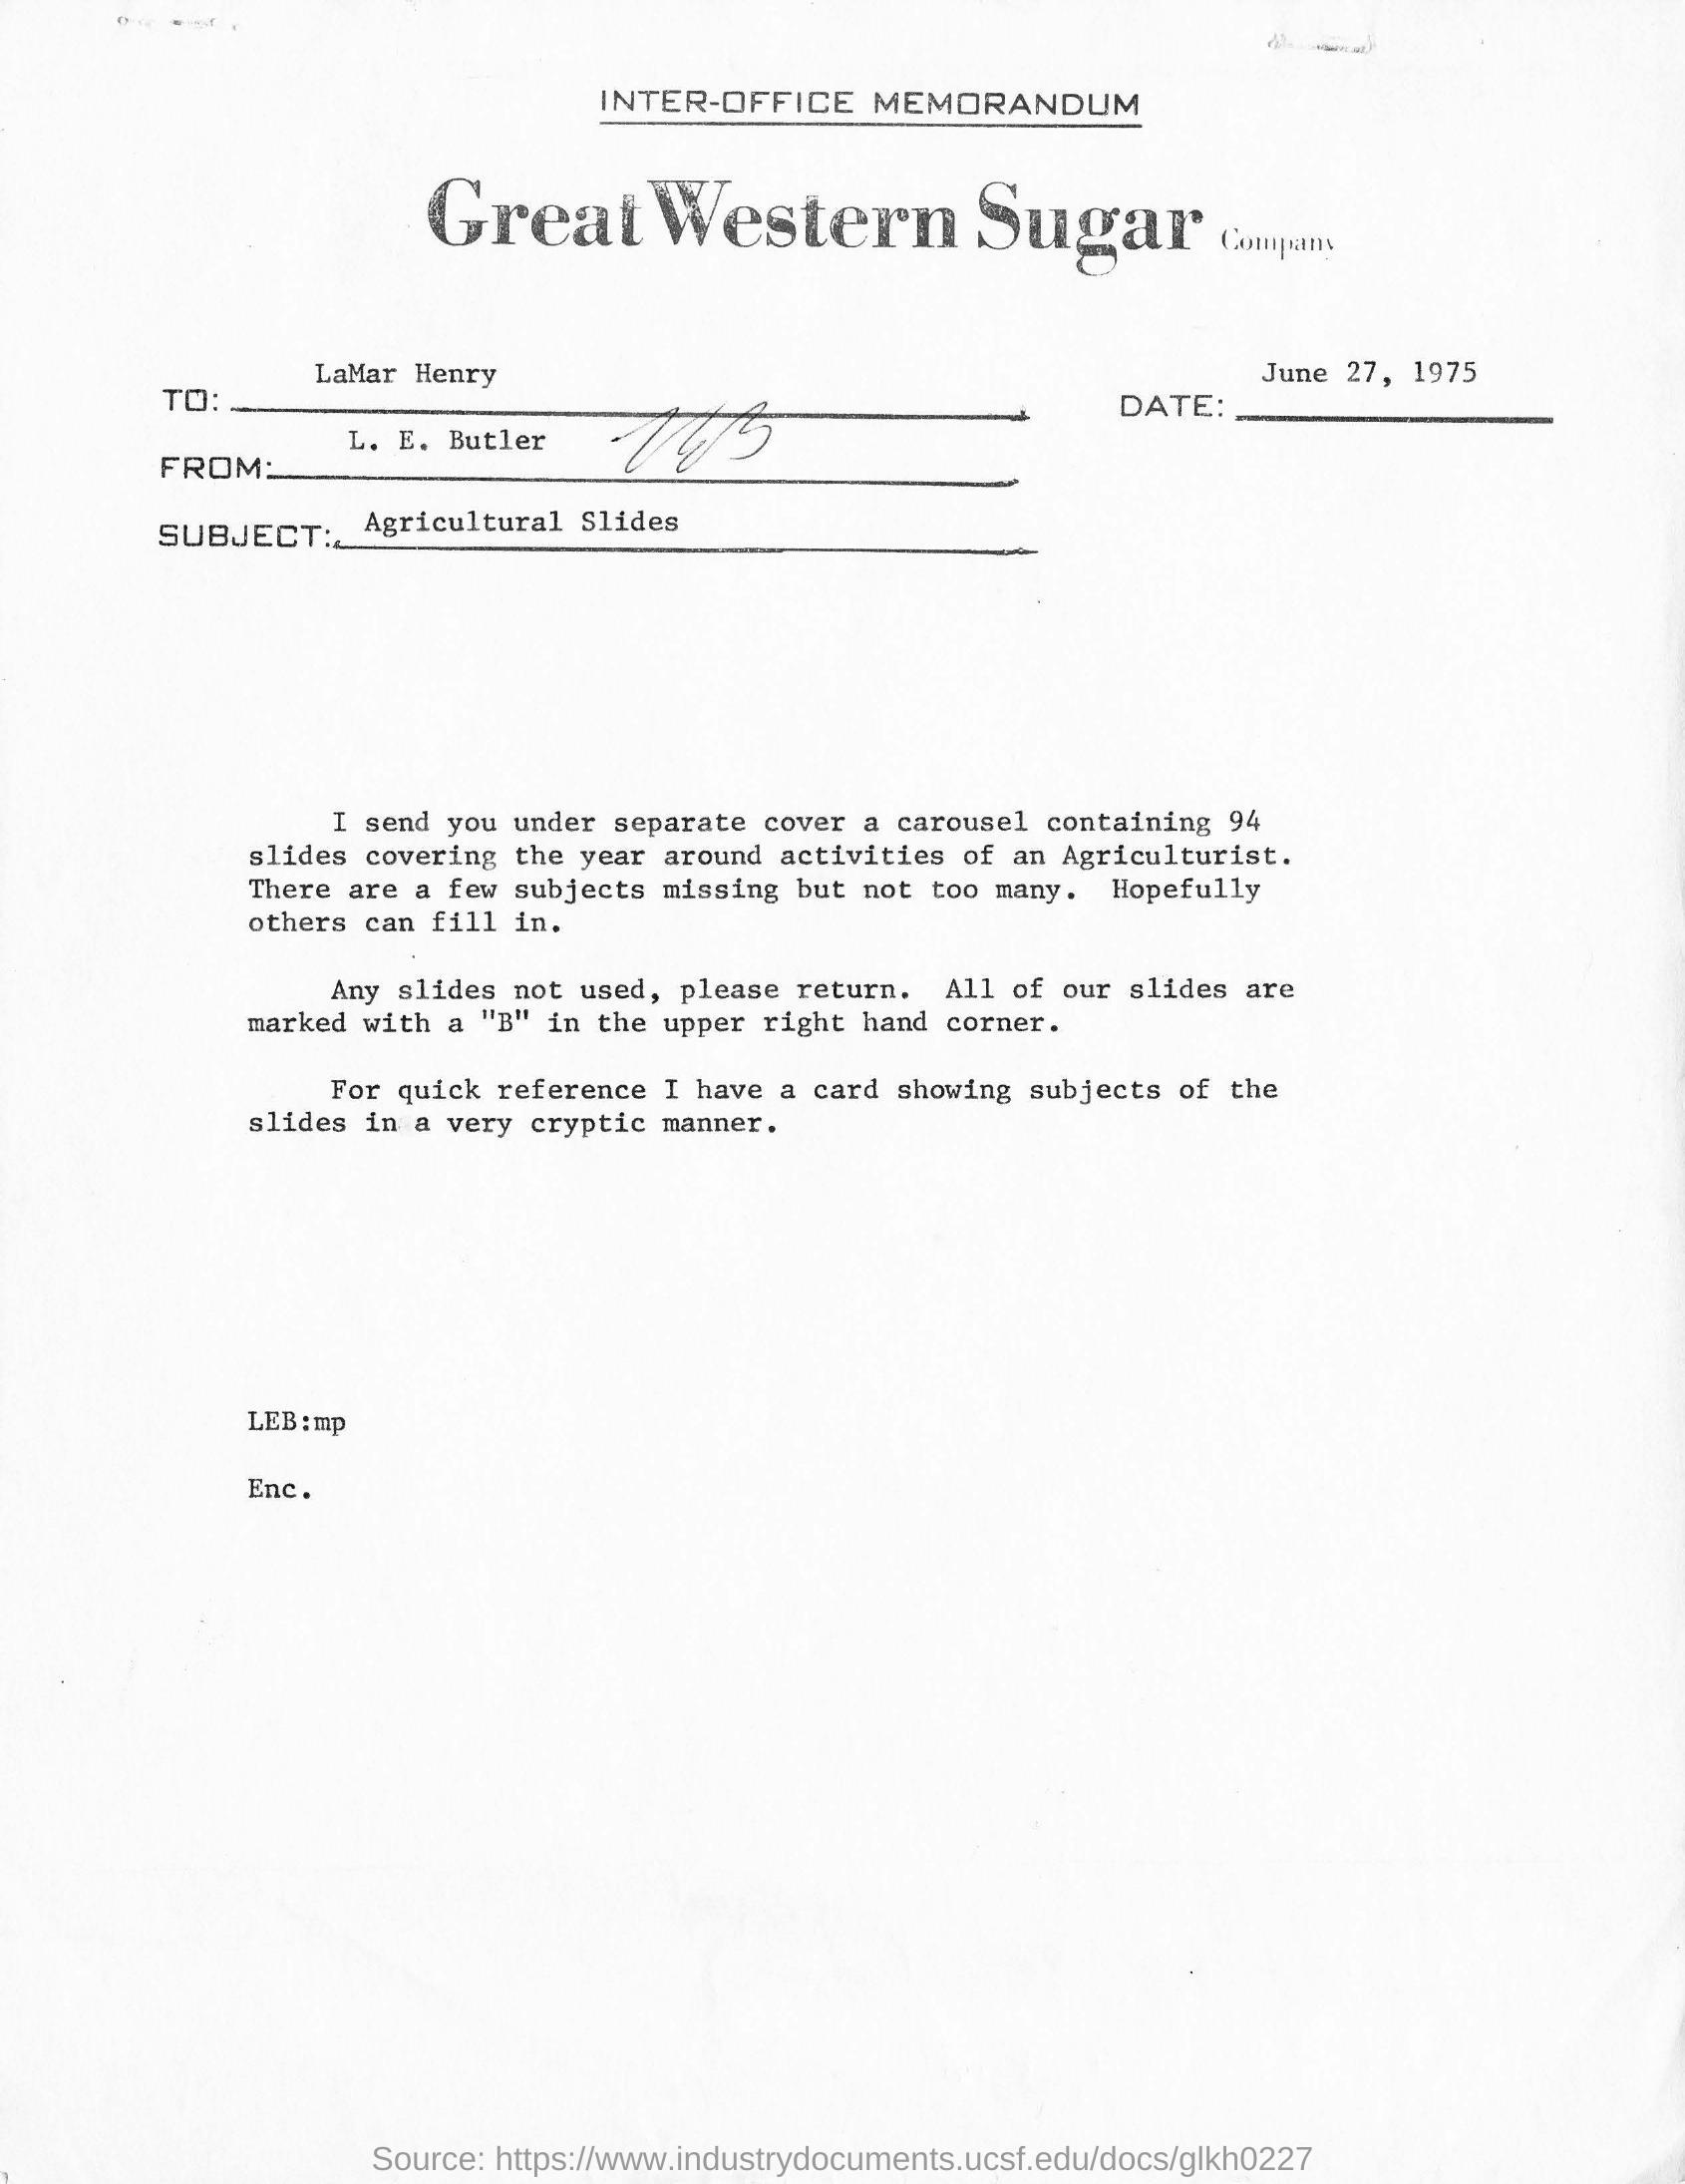 INTER-OFFICE MEMORANDUM
Great Western Sugar Company
LaMar Henry
TO:
June 27, 1975
DATE:
L. E. Butler
FROM:
Agricultural Slides
SUBJECT:
I send you under separate cover a carousel containing 94
slides covering the year around activities of an Agriculturist.
There are a few subjects missing but not too many. Hopefully
others can fill in.
Any slides not used, please return. All of our slides are
marked with a "B" in the upper right hand corner.
For quick reference I have a card showing subjects of the
slides in a very cryptic manner.
LEB:mp
Enc.
Source: https://www.industrydocuments.ucsf.edu/docs/glkh0227